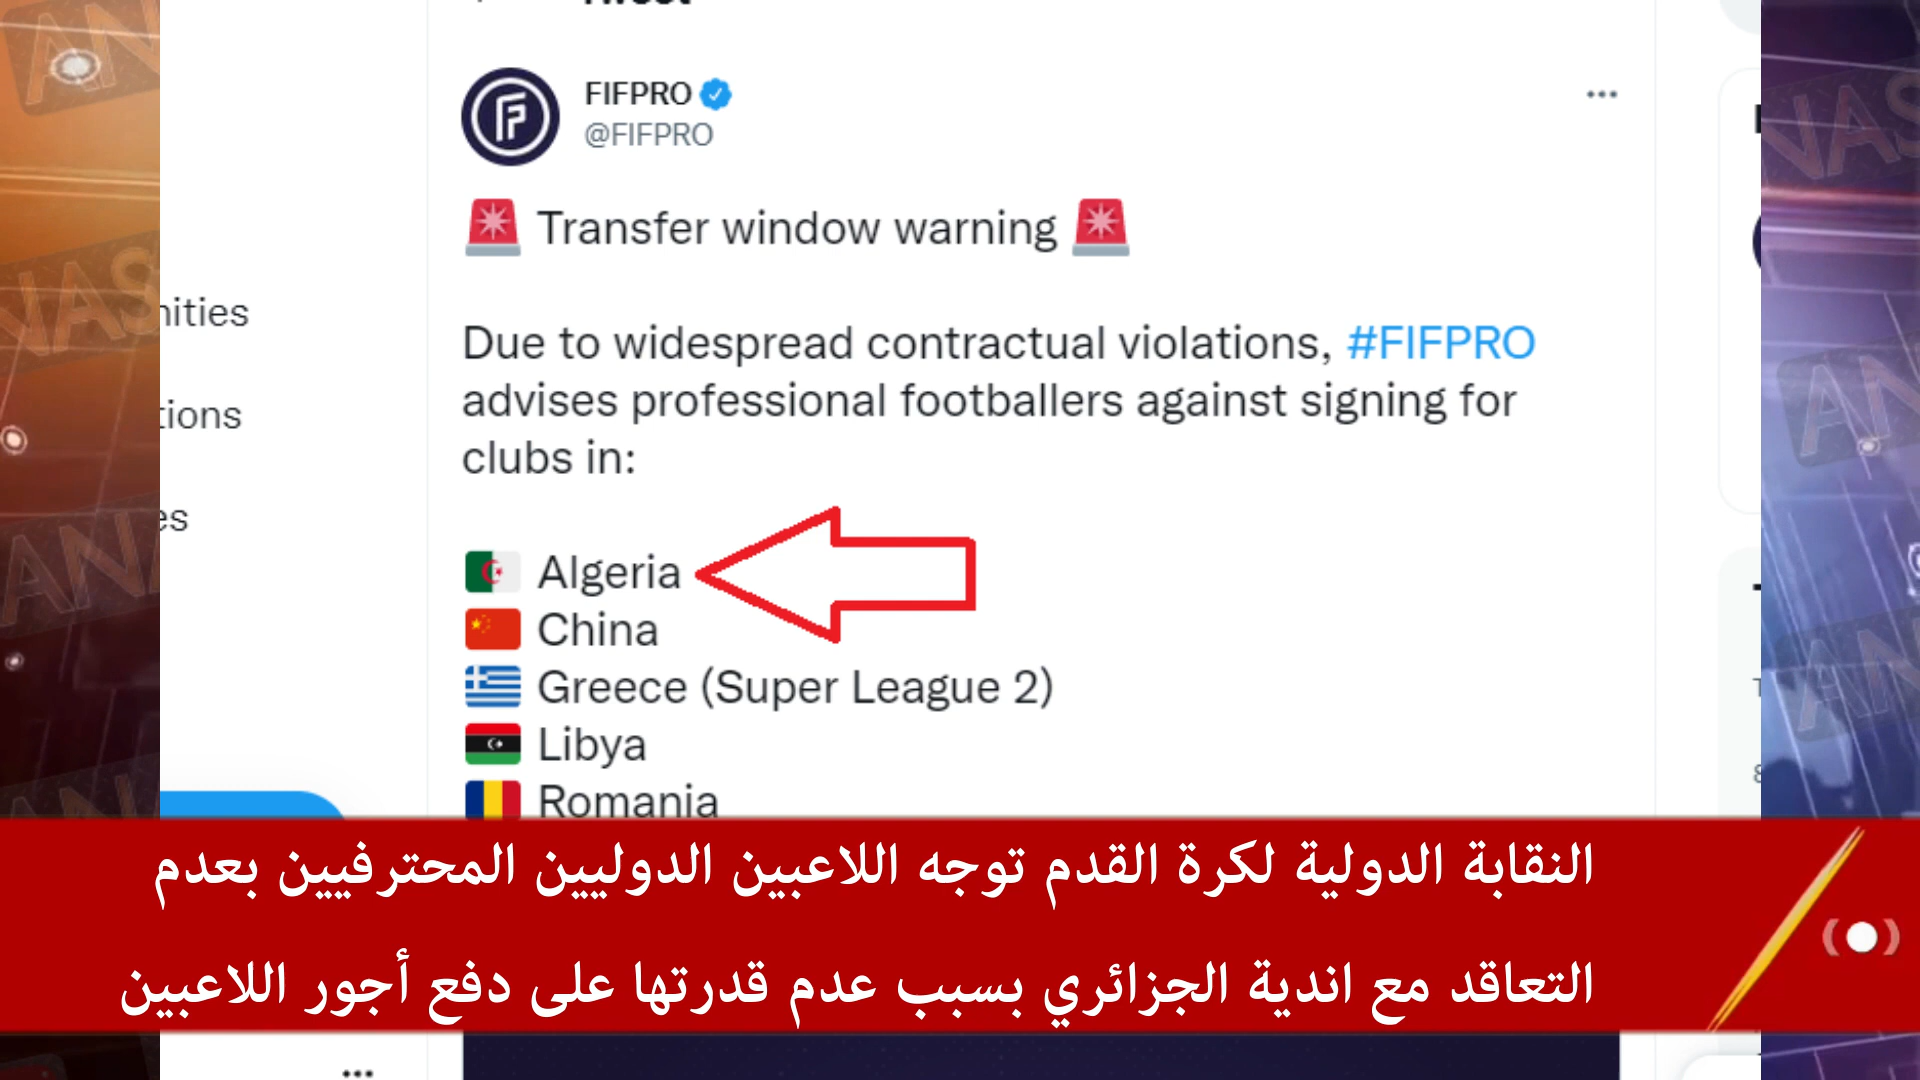 FIFPRO
@FIFPRO
Transfer window warning
Due to widespread contractual violations, #FIFPRO
advises professional footballers against signing for
clubs in:
Algeria
China
Greece (Super League 2)
Libya
Romania
النقابة الدولية لكرة القدم توجه اللاعبين الدوليين المحترفيين بعدم
التعاقد مع اندية الجزائري بسبب عدم قدرتها على دفع أجور اللاعبين